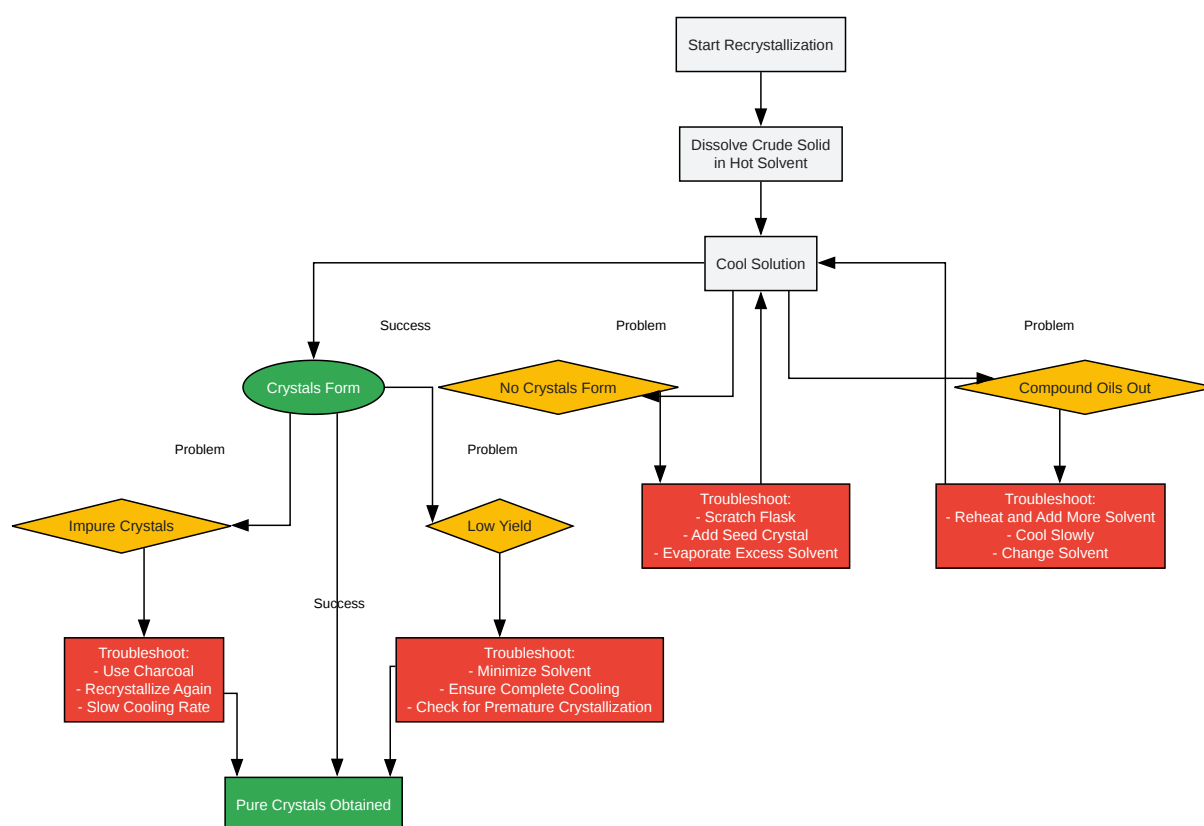 Start Recrystallization
Dissolve Crude Solid
in Hot Solvent
Cool Solution
Success
Problem
Problem
Crystals Form
No Crystals Form
Compound Oils Out
Problem
Problem
Troubleshoot:
- Scratch Flask
- Add Seed Crystal
- Evaporate Excess Solvent
Troubleshoot:
- Reheat and Add More Solvent
- Cool Slowly
- Change Solvent
Impure Crystals
Low Yield
Success
Troubleshoot:
- Use Charcoal
- Recrystallize Again
- Slow Cooling Rate
Troubleshoot:
- Minimize Solvent
- Ensure Complete Cooling
- Check for Premature Crystallization
Pure Crystals Obtained